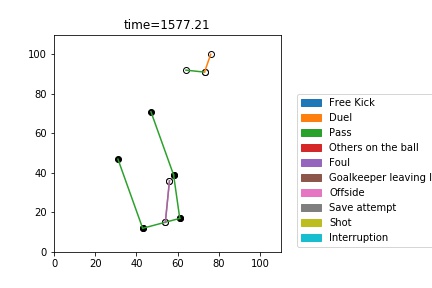 time=1577.21
100
80
60
40
20
0
0 20 40 60 80 100
Free Kick
Duel
Pass
Others on the ball
Foul
Goalkeeper leaving l
Offside
Save attempt
Shot
Interruption